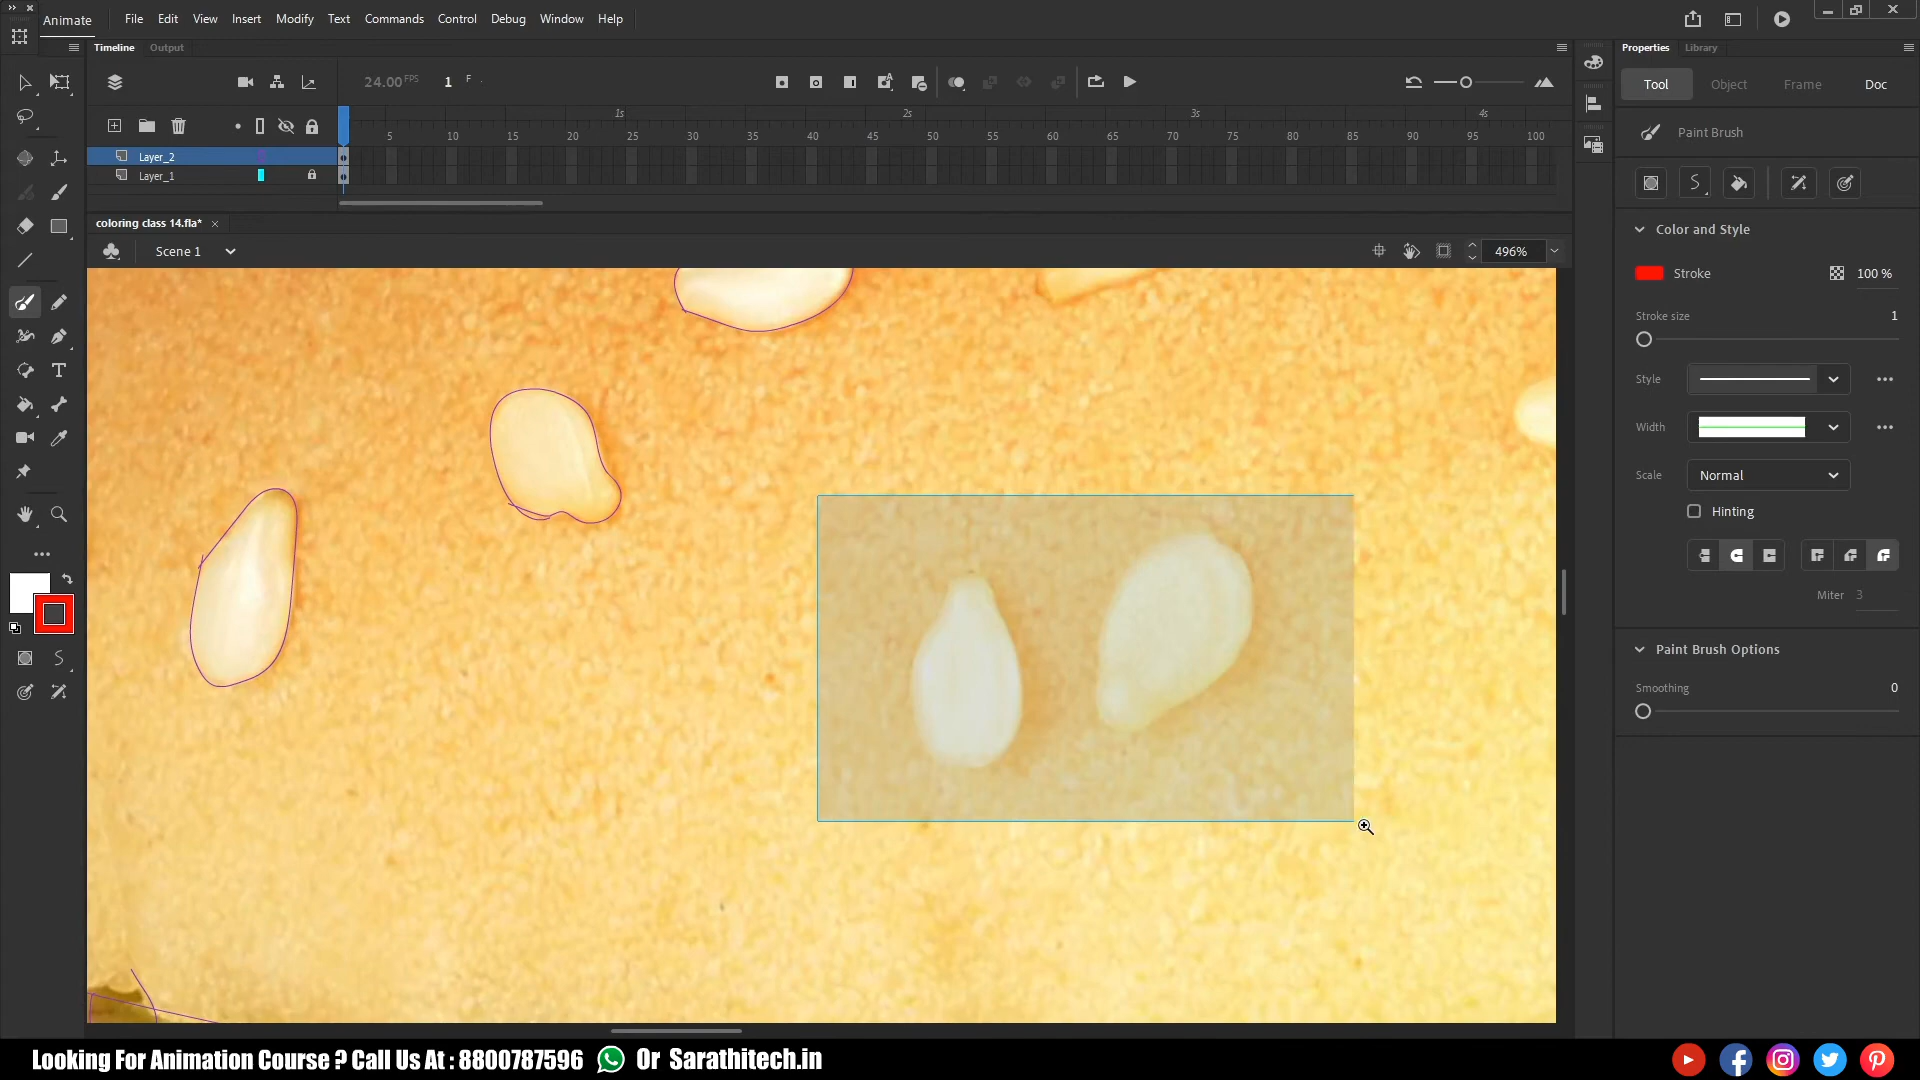 Animate File Edit View Insert Modify Text Commands Control Debug Window Help
Timeline Output
Properties Library
24.00 FPS 1 F
Tool Object Frame Doc
1s 2s 3s 4s
5 10 15 20 25 30 35 40 45 50 55 60 65 70 75 80 85 90 95 100
Paint Brush
Layer_2
Layer_1
coloring class 14.fla* ×
Color and Style
Scene 1
496%
Stroke 100 %
Stroke size 1
Style
Width
Scale Normal
Hinting
Miter 3
Paint Brush Options
Smoothing 0
Looking For Animation Course ? Call Us At : 8800787596 Or Sarathitech.in